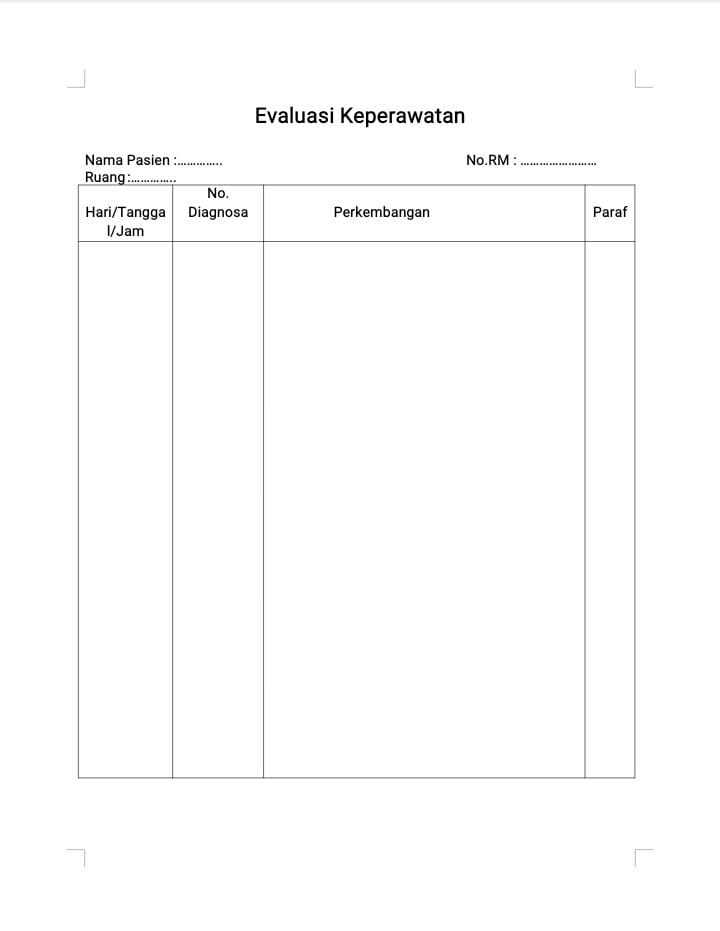 Evaluasi Keperawatan
Nama Pasien :.............. No.RM : ........................
Ruang :..............
Hari/Tangga
l/Jam
No.
Diagnosa
Perkembangan
Paraf